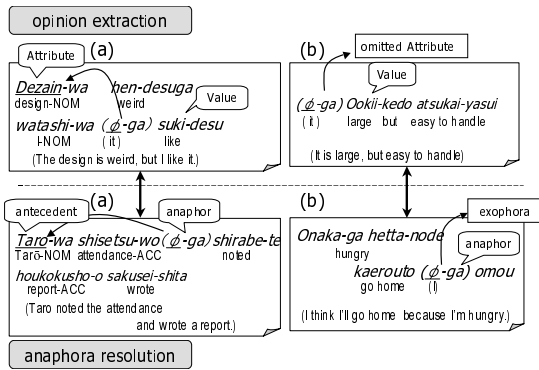 opinion extraction
(a)
Attribute
Dezain-wa hen-desuga
design-NOM weird
Value
watashi-wa (ϕ-ga) suki-desu
I-NOM (it) like
(The design is weird, but I like it.)
(b)
omitted Attribute
Value
(ϕ-ga) Ookii-kedo atsukai-yasui
(it) large but easy to handle
(It is large, but easy to handle)
(a)
antecedent
anaphor
Taro-wa shisetsu-wo (ϕ-ga) shirabe-te
Tarō-NOM attendance-ACC noted
houkokusho-o sakusei-shita
report-ACC wrote
(Taro noted the attendance
and wrote a report.)
(b)
exophora
Onaka-ga hetta-node
hungry
anaphor
kaerouto (ϕ-ga) omou
go home (I)
(I think I'll go home because I'm hungry.)
anaphora resolution